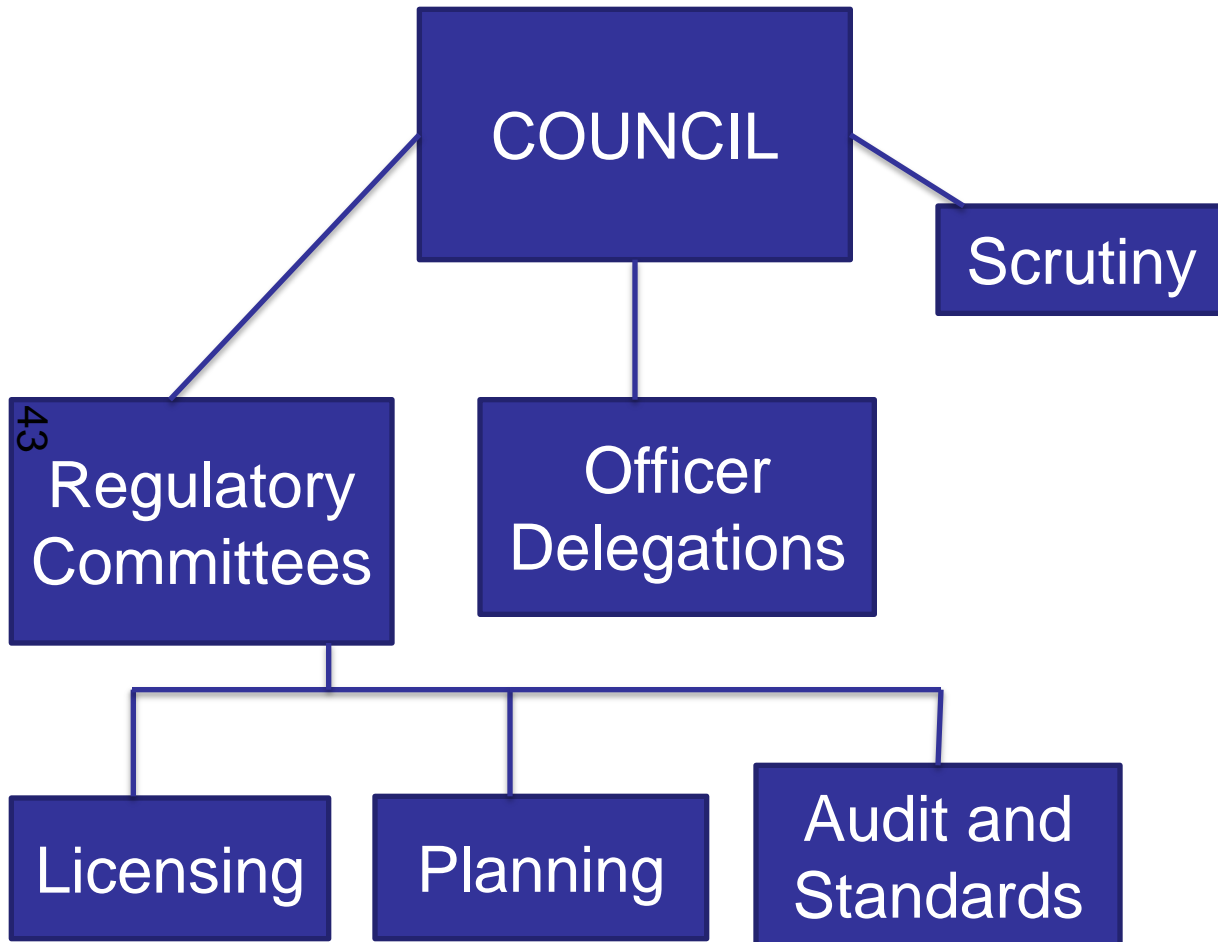 COUNCIL
Scrutiny
43
Regulatory
Committees
Officer
Delegations
Licensing
Planning
Audit and
Standards